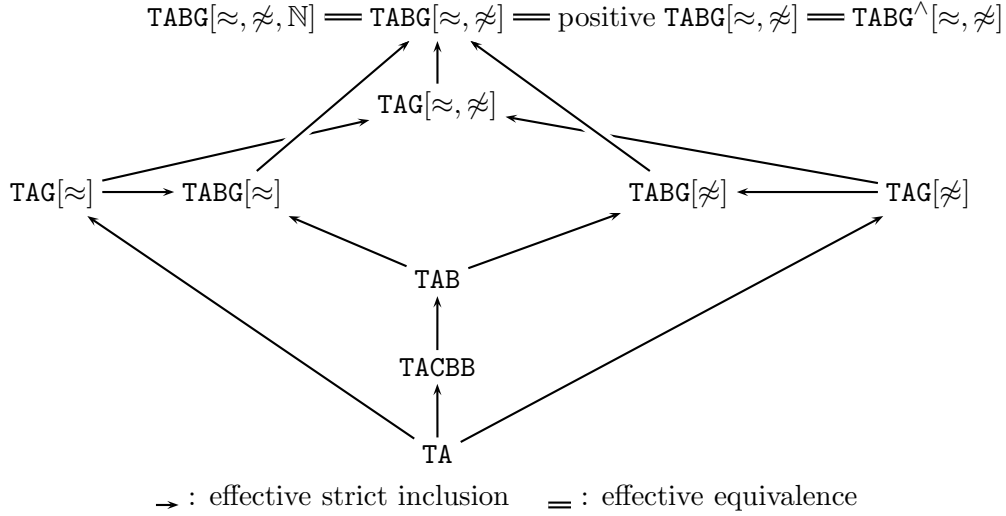 TABG[≈, ≉, ℕ] = TABG[≈, ≉] = positive TABG[≈, ≉] = TABG^∧[≈, ≉]
TAG[≈, ≉]
TAG[≈] TABG[≈] TABG[≉] TAG[≉]
TAB
TACBB
TA
→ : effective strict inclusion = : effective equivalence